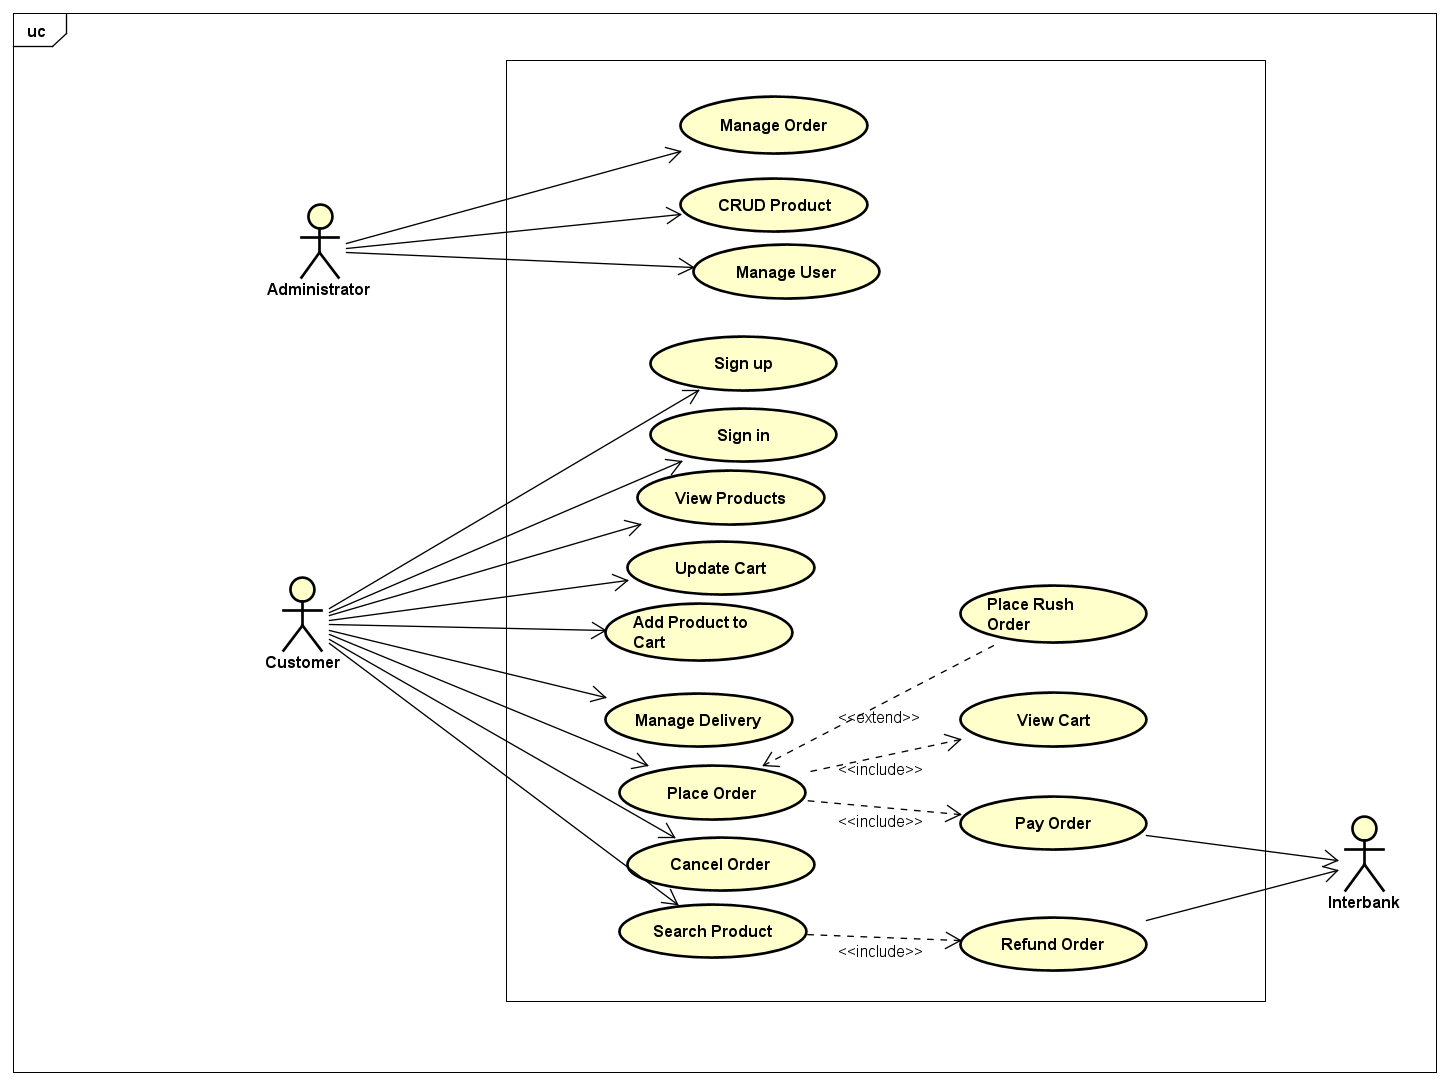 uc
Manage Order
CRUD Product
Manage User
Administrator
Sign up
Sign in
View Products
Update Cart
Add Product to
Cart
Place Rush
Order
Customer
Manage Delivery
<<extend>>
View Cart
<<include>>
Place Order
<<include>>
Pay Order
Cancel Order
Interbank
Search Product
<<include>>
Refund Order